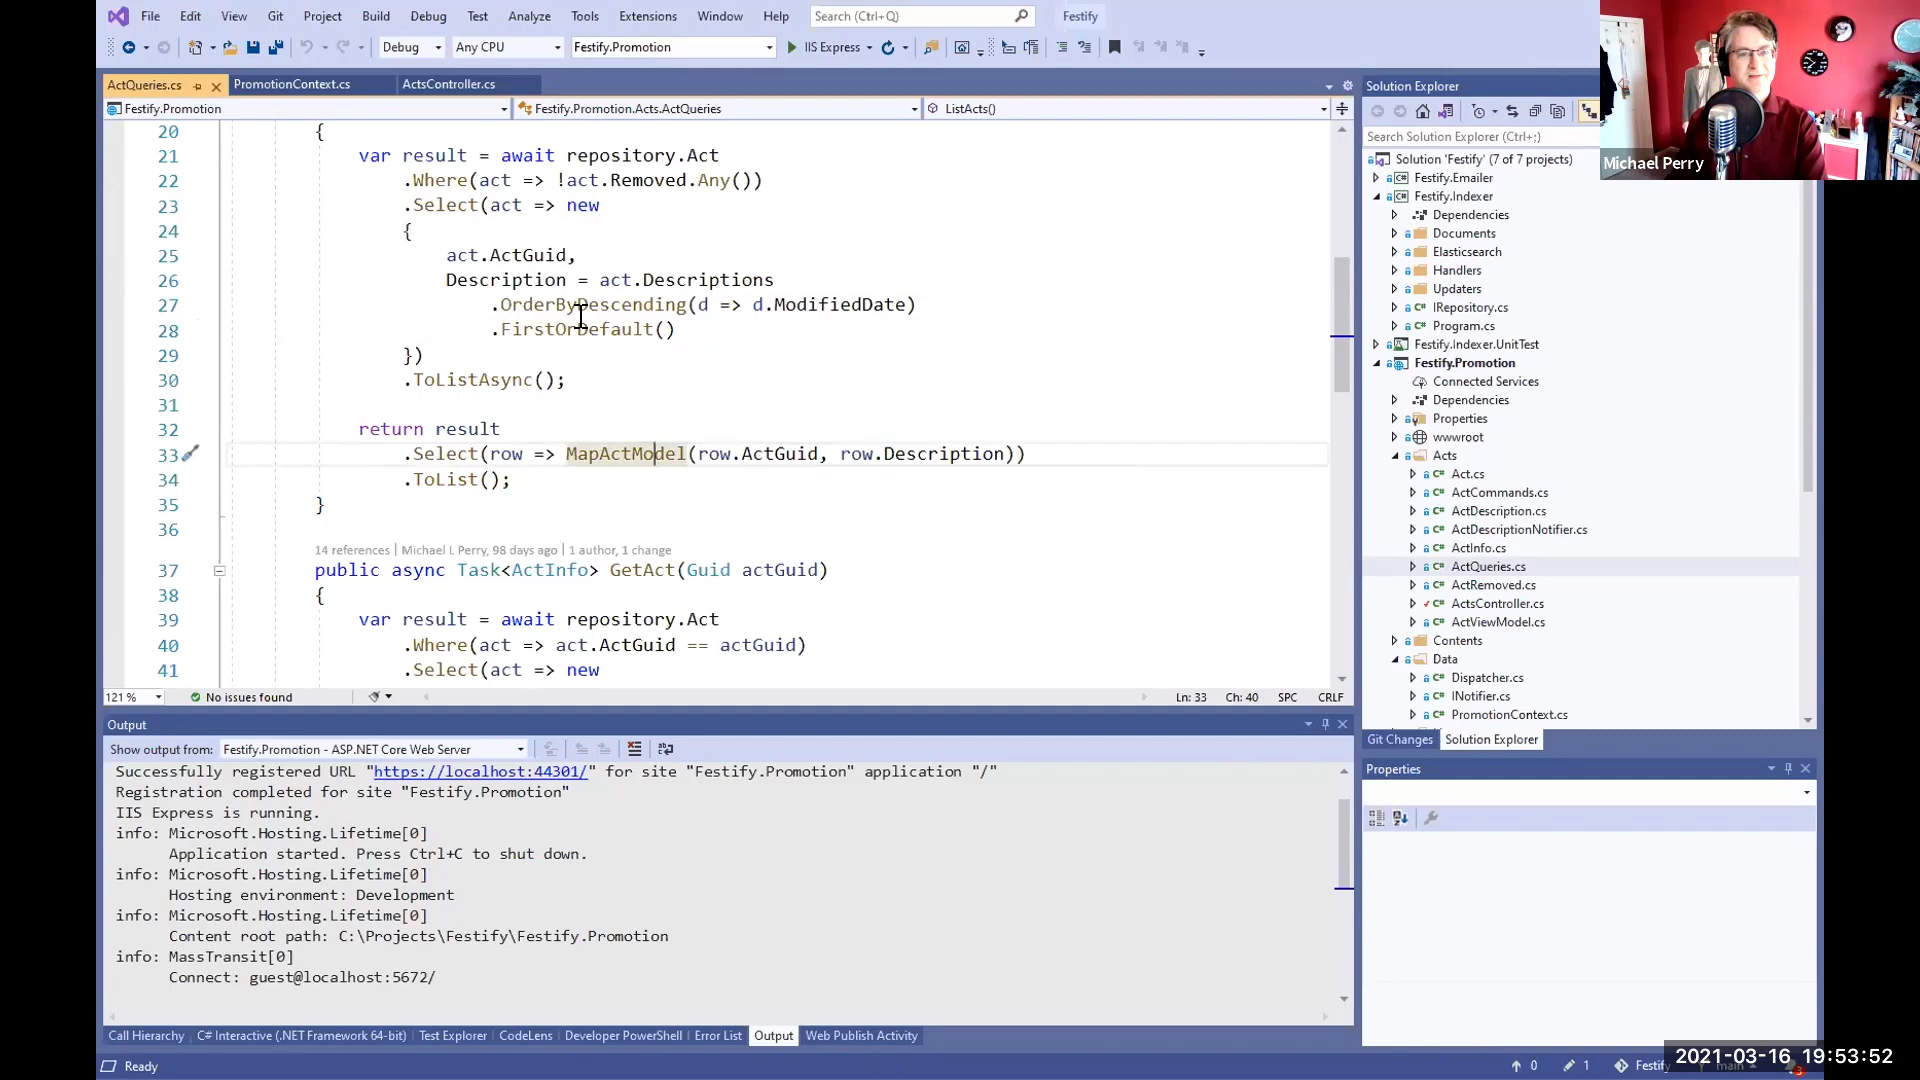 File Edit View Git Project Build Debug Test Analyze Tools Extensions Window Help Search (Ctrl+Q) Festify
Debug Any CPU Festify.Promotion IIS Express
ActQueries.cs PromotionContext.cs ActsController.cs
Festify.Promotion Festify.Promotion.Acts.ActQueries ListActs()
20 {
21 var result = await repository.Act
22 .Where(act => !act.Removed.Any())
23 .Select(act => new
24 {
25 act.ActGuid,
26 Description = act.Descriptions
27 .OrderByDescending(d => d.ModifiedDate)
28 .FirstOrDefault()
29 })
30 .ToListAsync();
31
32 return result
33 .Select(row => MapActModel(row.ActGuid, row.Description))
34 .ToList();
35 }
36
14 references | Michael L Perry, 98 days ago | 1 author, 1 change
37 public async Task<ActInfo> GetAct(Guid actGuid)
38 {
39 var result = await repository.Act
40 .Where(act => act.ActGuid == actGuid)
41 .Select(act => new
121 % No issues found Ln: 33 Ch: 40 SPC CRLF
Output
Show output from: Festify.Promotion - ASP.NET Core Web Server
Successfully registered URL "https://localhost:44301/" for site "Festify.Promotion" application "/"
Registration completed for site "Festify.Promotion"
IIS Express is running.
info: Microsoft.Hosting.Lifetime[0]
Application started. Press Ctrl+C to shut down.
info: Microsoft.Hosting.Lifetime[0]
Hosting environment: Development
info: Microsoft.Hosting.Lifetime[0]
Content root path: C:\Projects\Festify\Festify.Promotion
info: MassTransit[0]
Connect: guest@localhost:5672/
Call Hierarchy C# Interactive (.NET Framework 64-bit) Test Explorer CodeLens Developer PowerShell Error List Output Web Publish Activity
Ready
Michael Perry
Solution Explorer
Search Solution Explorer (Ctrl+;)
Solution 'Festify' (7 of 7 projects)
Festify.Emailer
Festify.Indexer
Dependencies
Documents
Elasticsearch
Handlers
Updaters
IRepository.cs
Program.cs
Festify.Indexer.UnitTest
Festify.Promotion
Connected Services
Dependencies
Properties
wwwroot
Acts
Act.cs
ActCommands.cs
ActDescription.cs
ActDescriptionNotifier.cs
ActInfo.cs
ActQueries.cs
ActRemoved.cs
ActsController.cs
ActViewModel.cs
Contents
Data
Dispatcher.cs
INotifier.cs
PromotionContext.cs
Git Changes Solution Explorer
Properties
0 1 Festify main 3
2021-03-16 19:53:52